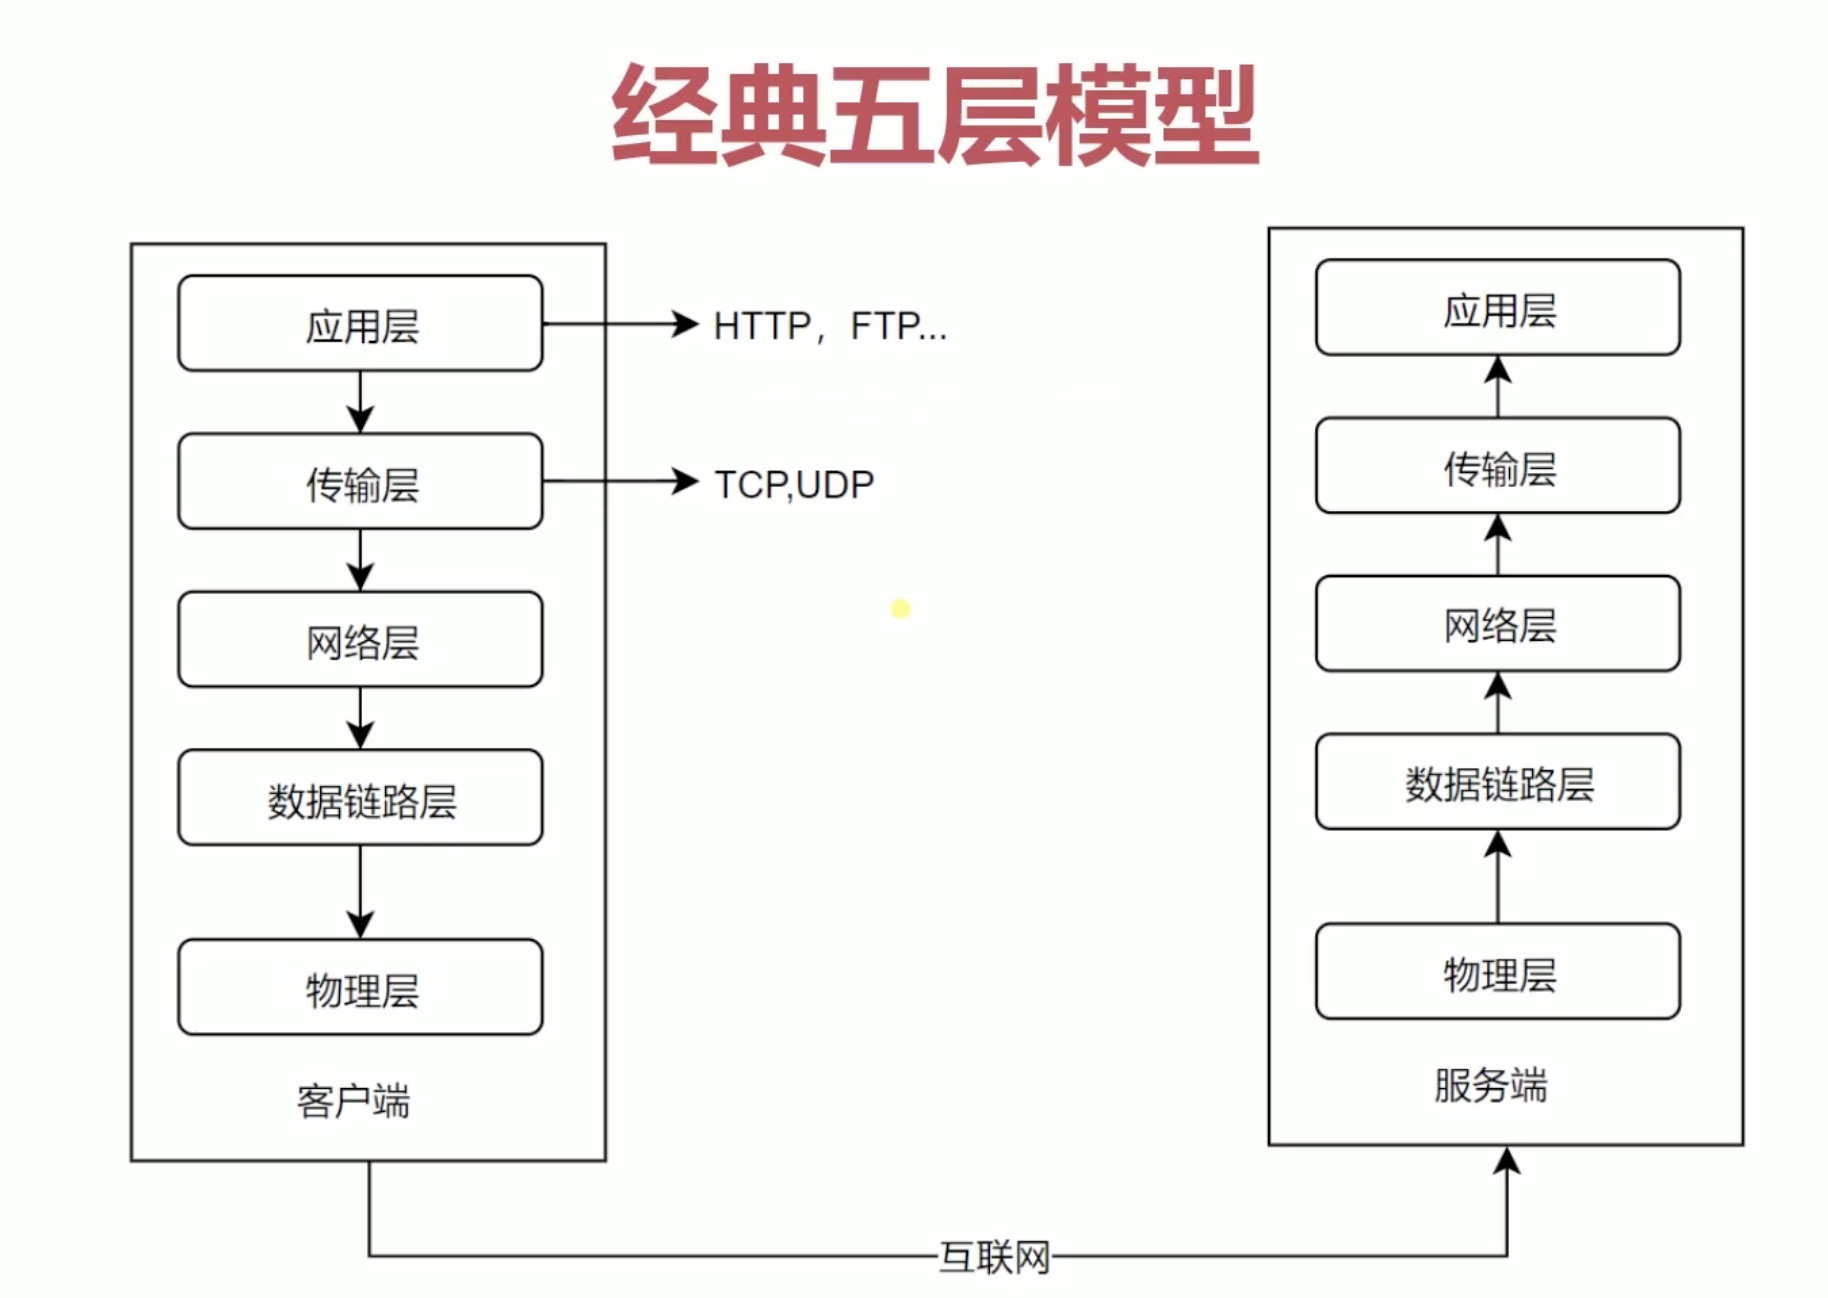 经典五层模型
应用层
HTTP，FTP...
传输层
TCP,UDP
网络层
数据链路层
物理层
客户端
应用层
传输层
网络层
数据链路层
物理层
服务端
互联网